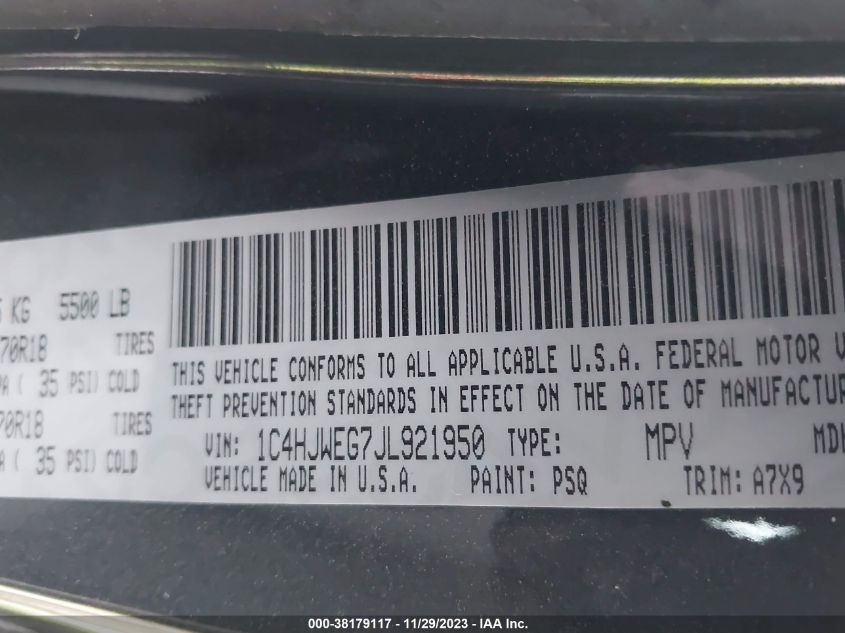 KG 5500 LB
70R18 TIRES
( 35 PSI) COLD
70R18 TIRES
( 35 PSI) COLD
THIS VEHICLE CONFORMS TO ALL APPLICABLE U.S.A. FEDERAL MOTOR V
THEFT PREVENTION STANDARDS IN EFFECT ON THE DATE OF MANUFACTUR
VIN: 1C4HJWEG7JL921950 TYPE: MPV MDH
VEHICLE MADE IN U.S.A. PAINT: PSQ TRIM: A7X9
000-38179117 - 11/29/2023 - IAA Inc.